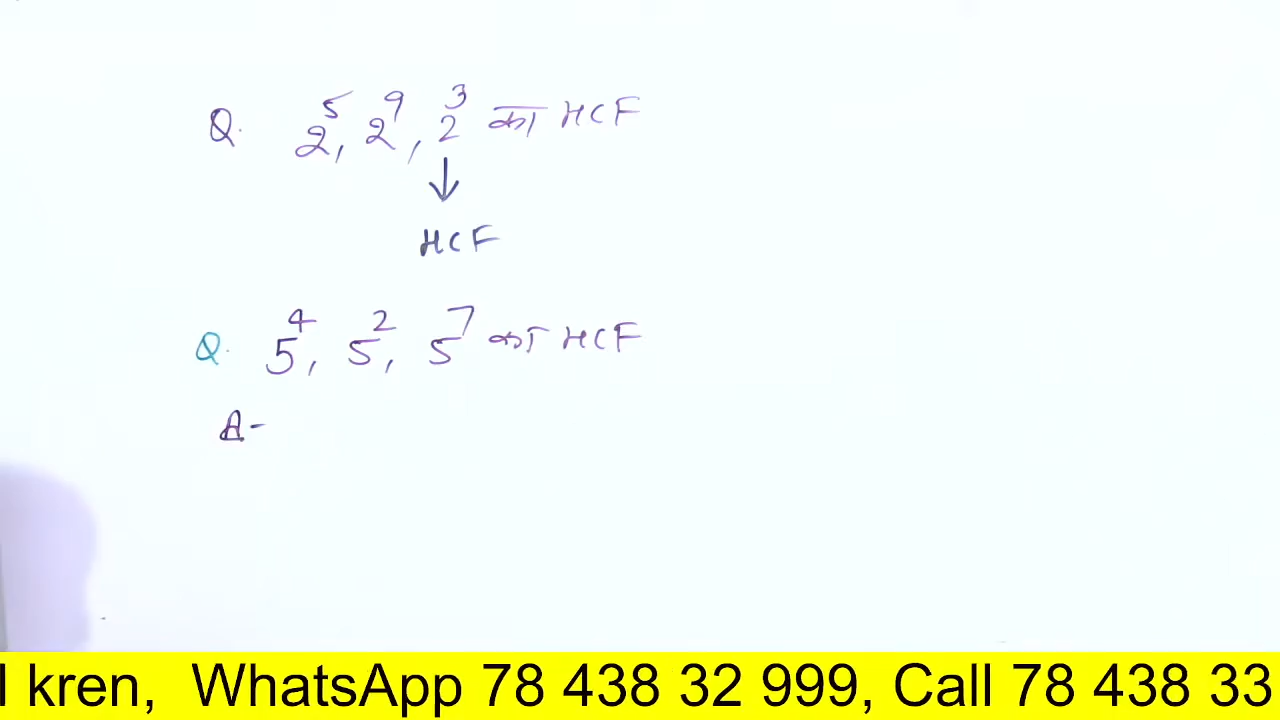 Q. 2⁵, 2⁹, 2³ का HCF
↓
HCF
Q. 5⁴, 5², 5⁷ का HCF
A-
l kren, WhatsApp 78 438 32 999, Call 78 438 33